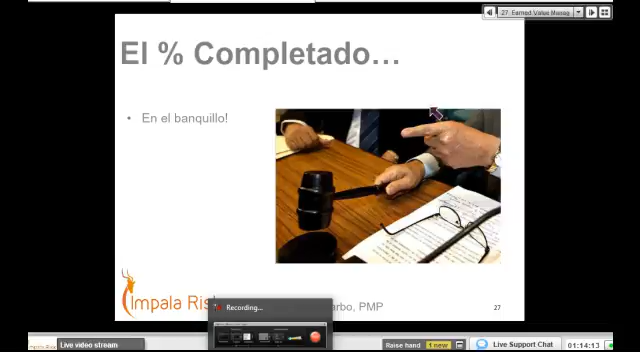 27. Earned Value Manag
El % Completado...
• En el banquillo!
Impala Ris
arbo, PMP
27
Recording...
Live video stream
Raise hand
1 new
Live Support Chat
01:14:13